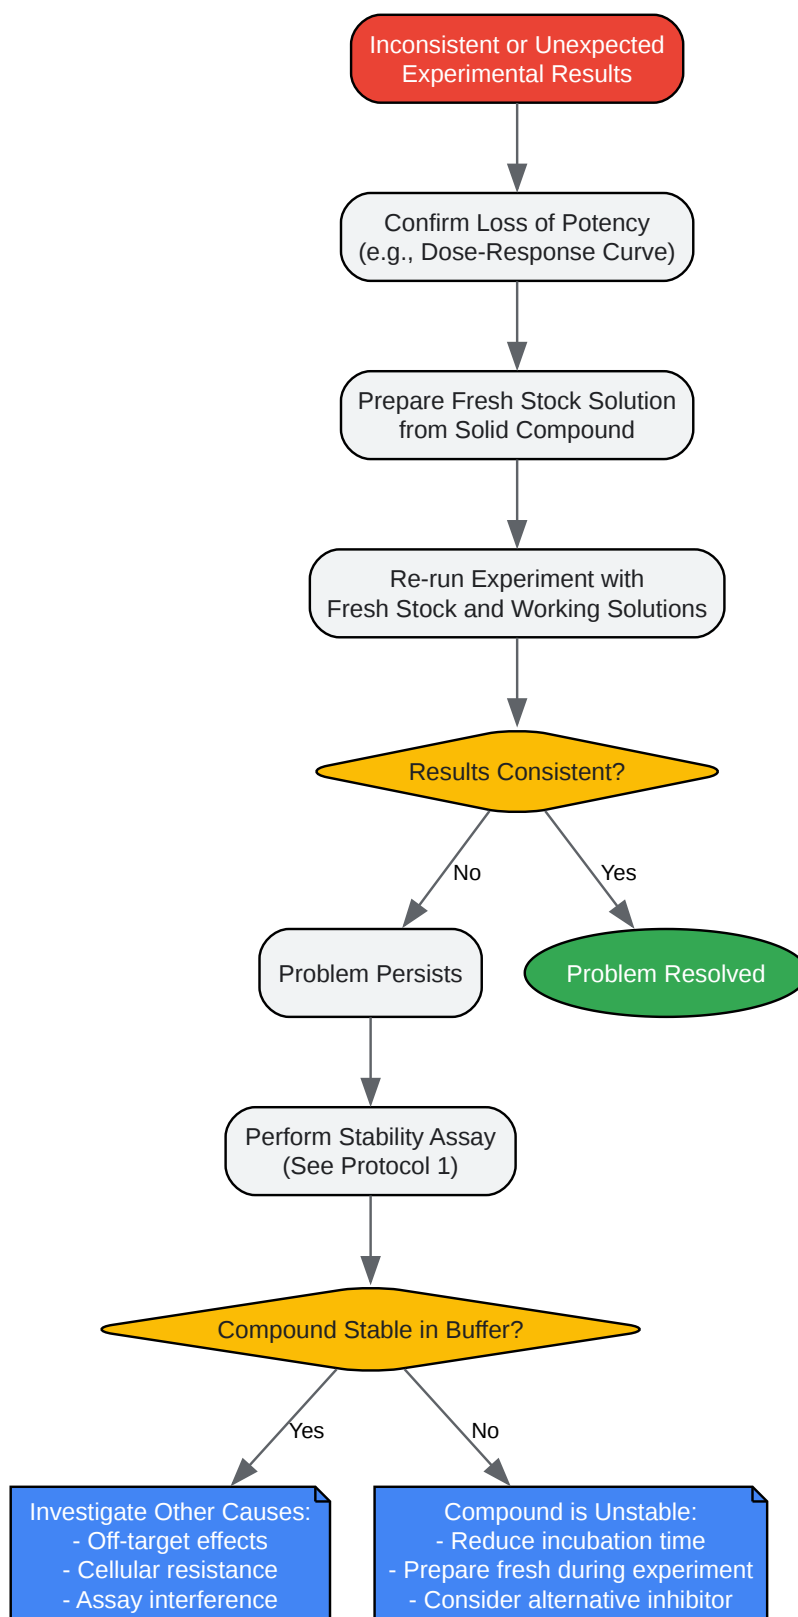 Inconsistent or Unexpected
Experimental Results
Confirm Loss of Potency
(e.g., Dose-Response Curve)
Prepare Fresh Stock Solution
from Solid Compound
Re-run Experiment with
Fresh Stock and Working Solutions
Results Consistent?
No
Yes
Problem Persists
Problem Resolved
Perform Stability Assay
(See Protocol 1)
Compound Stable in Buffer?
Yes
No
Investigate Other Causes:
- Off-target effects
- Cellular resistance
- Assay interference
Compound is Unstable:
- Reduce incubation time
- Prepare fresh during experiment
- Consider alternative inhibitor